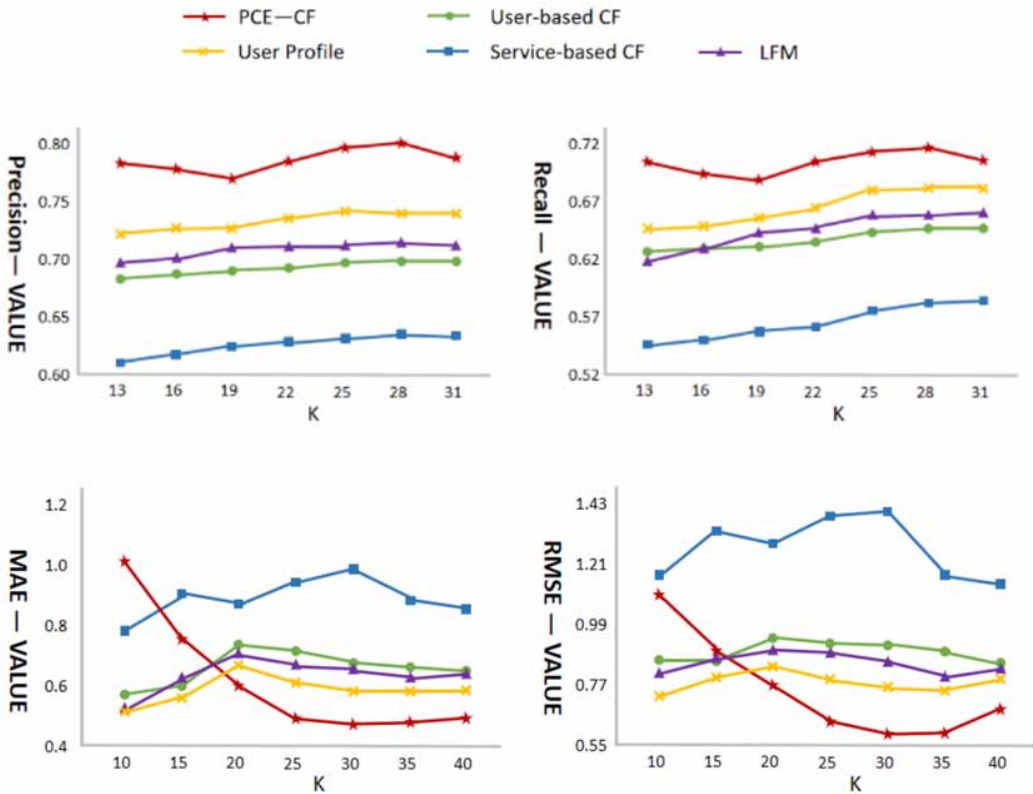 PCE—CF User-based CF
User Profile Service-based CF LFM
Precision— VALUE
0.80
0.75
0.70
0.65
0.60
13 16 19 22 25 28 31
K
Recall — VALUE
0.72
0.67
0.62
0.57
0.52
13 16 19 22 25 28 31
K
MAE — VALUE
1.2
1.0
0.8
0.6
0.4
10 15 20 25 30 35 40
K
RMSE — VALUE
1.43
1.21
0.99
0.77
0.55
10 15 20 25 30 35 40
K